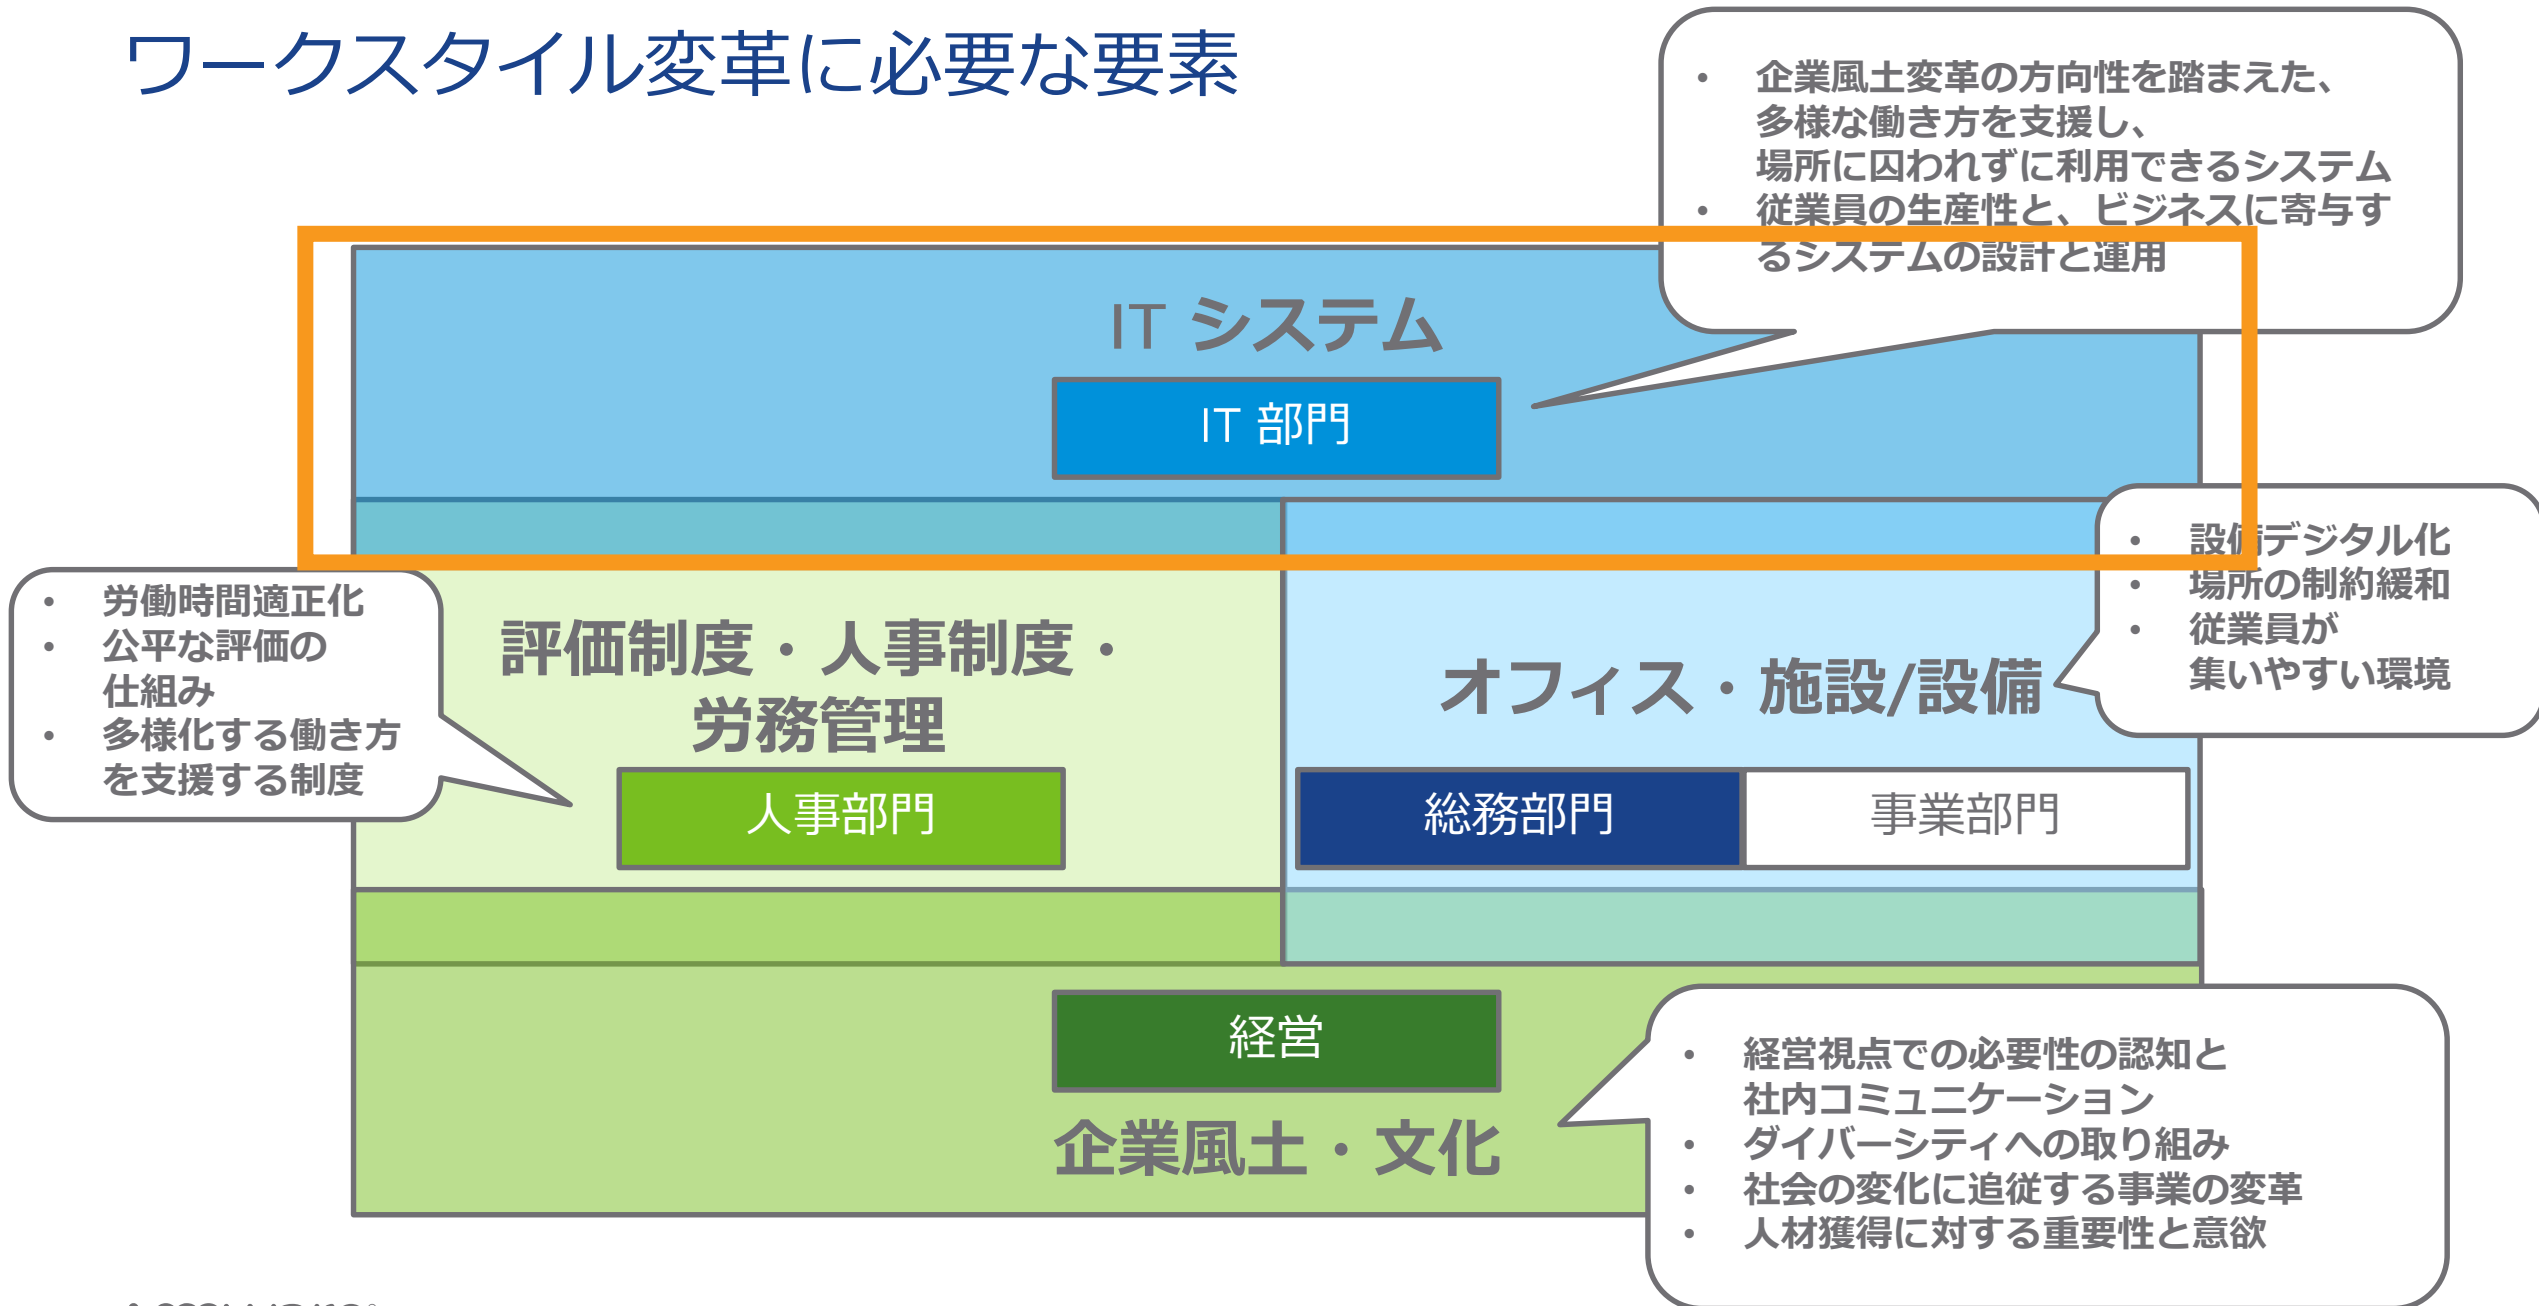 ワークスタイル変革に必要な要素
• 企業風土変革の方向性を踏まえた、
多様な働き方を支援し、
場所に囚われずに利用できるシステム
• 従業員の生産性と、ビジネスに寄与す
るシステムの設計と運用
IT システム
IT 部門
• 設備デジタル化
• 場所の制約緩和
• 従業員が
集いやすい環境
• 労働時間適正化
• 公平な評価の
仕組み
• 多様化する働き方
を支援する制度
評価制度・人事制度・
労務管理
人事部門
オフィス・施設/設備
総務部門
事業部門
経営
企業風土・文化
• 経営視点での必要性の認知と
社内コミュニケーション
• ダイバーシティへの取り組み
• 社会の変化に追従する事業の変革
• 人材獲得に対する重要性と意欲